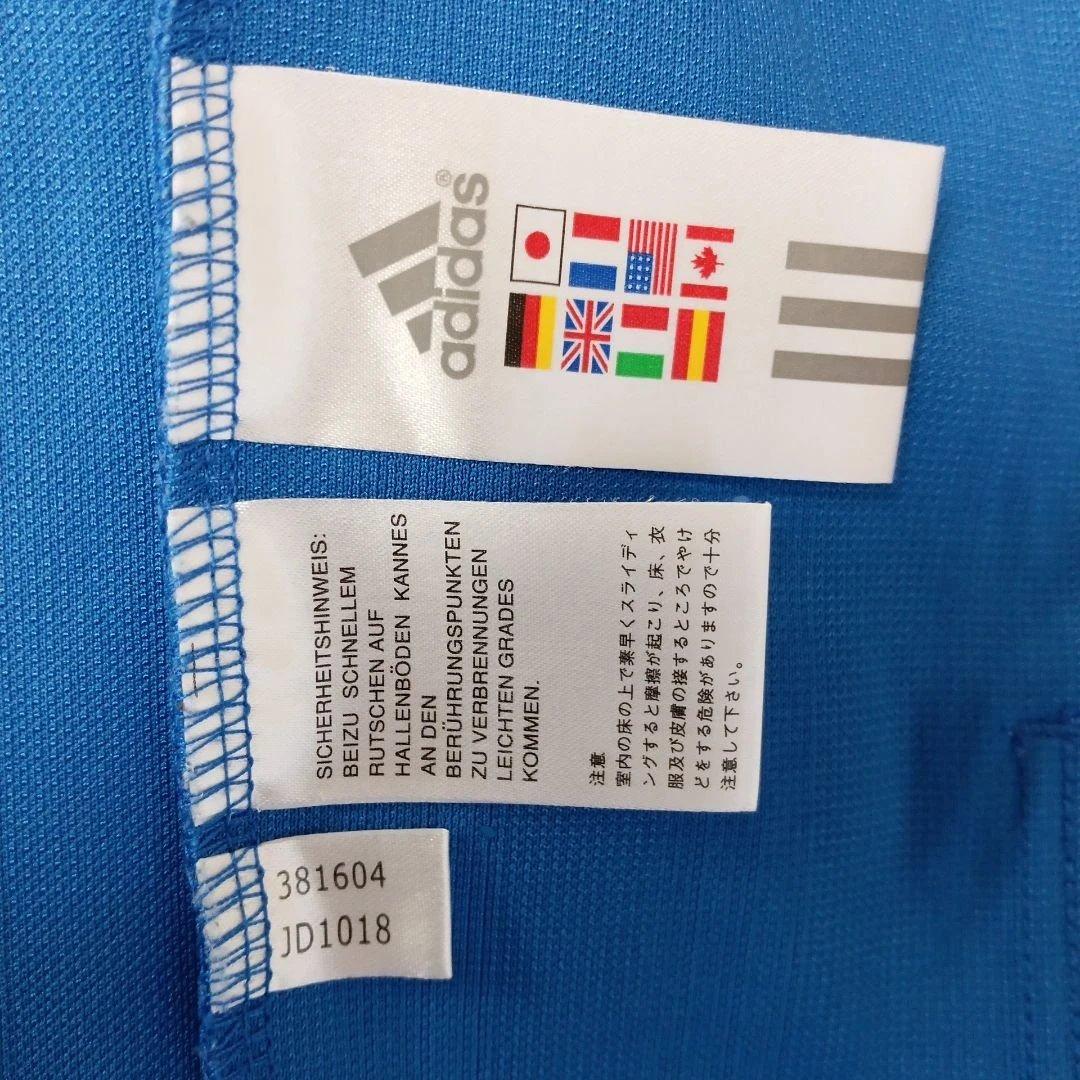 adidas®
SICHERHEITSHINWEIS:
BEIZU SCHNELLEM
RUTSCHEN AUF
HALLENBÖDEN KANNES
AN DEN
BERÜHRUNGSPUNKTEN
ZU VERBRENNUNGEN
LEICHTEN GRADES
KOMMEN.
注意
室内の床の上で素早くスライディ
ングすると摩擦が起こり、床、衣
服及び皮膚の接するところでやけ
どをする危険がありますので十分
注意して下さい。
381604
JD1018